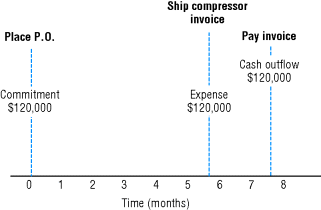 Ship compressor
invoice
Place P.O.
Pay invoice
Cash outflow
$120,000
Commitment
$120,000
Expense
$120,000
0 1 2 3 4 5 6 7 8
Time (months)